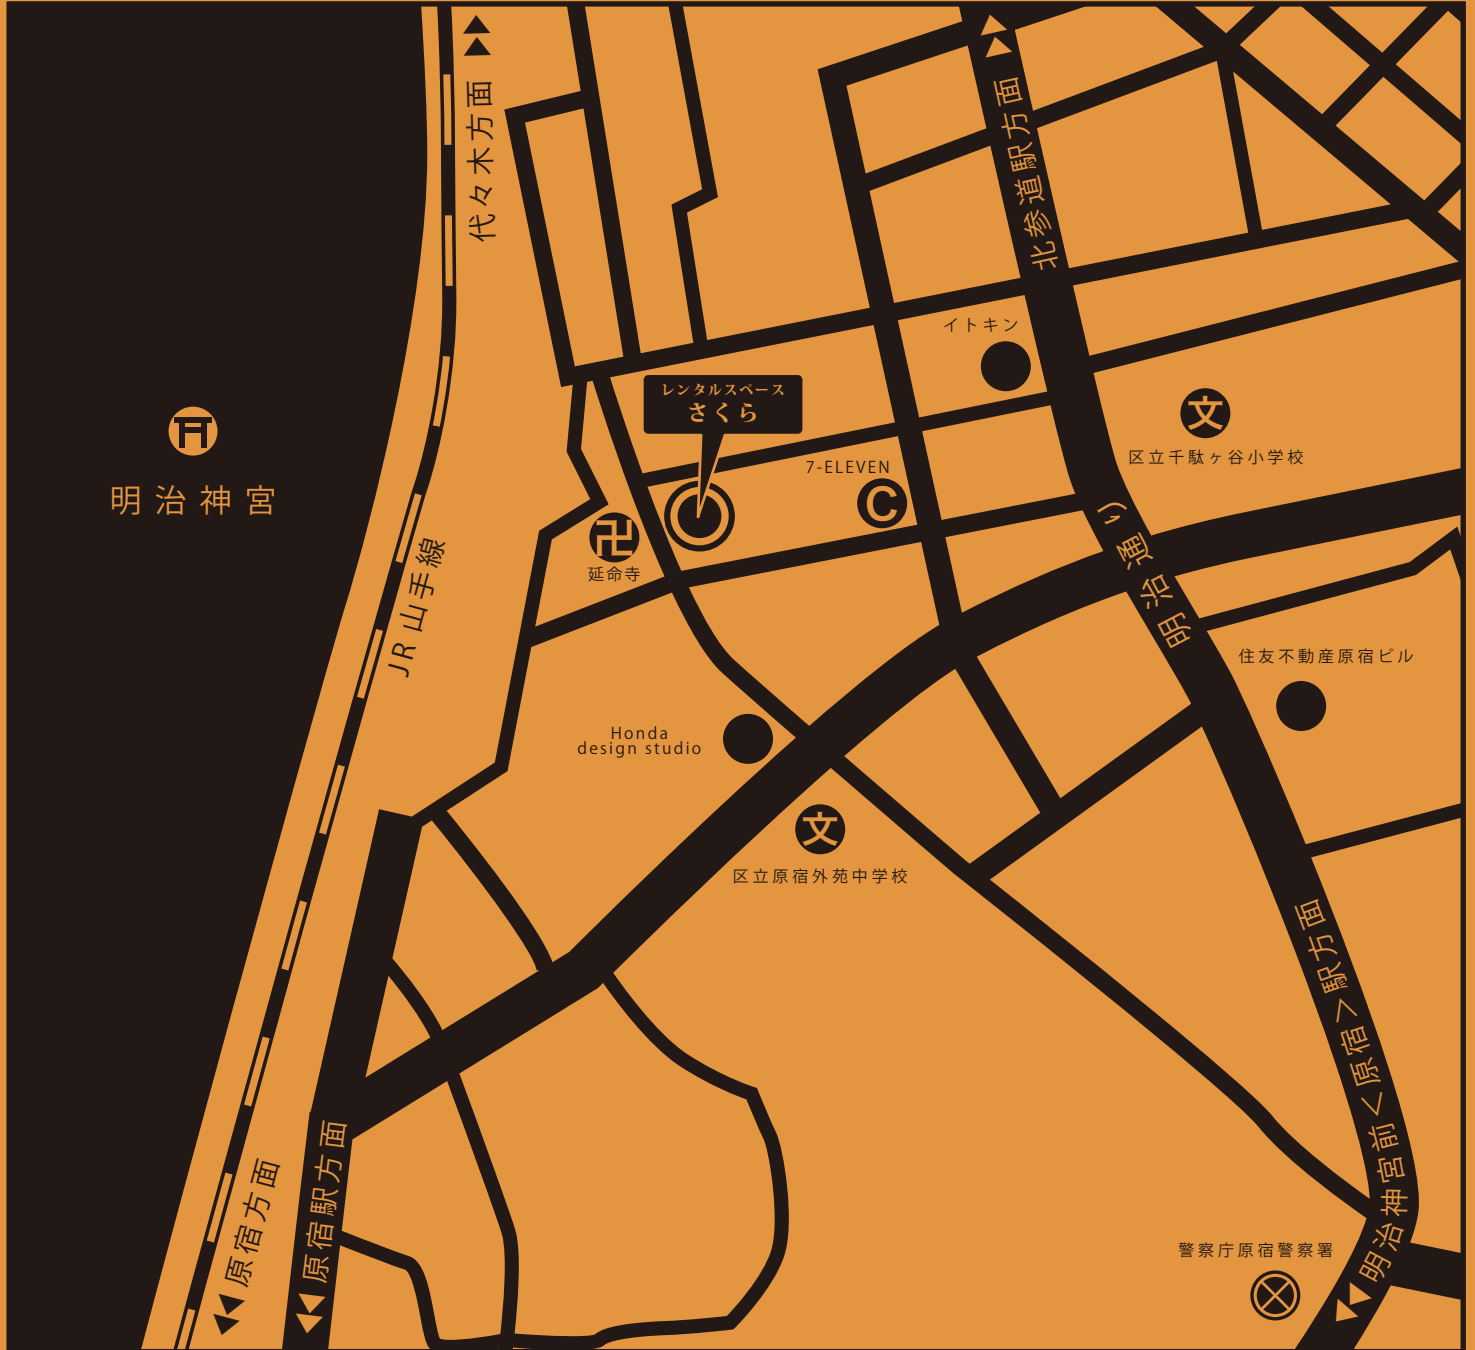 代々木方面
北参道駅方面
イトキン
レンタルスペース
さくら
文
区立千駄ヶ谷小学校
7-ELEVEN
C
卍
延命寺
明治神宮
JR 山手線
明治通り
住友不動産原宿ビル
Honda
design studio
文
区立原宿外苑中学校
明治神宮前<原宿>駅方面
原宿方面
原宿駅方面
警察庁原宿警察署